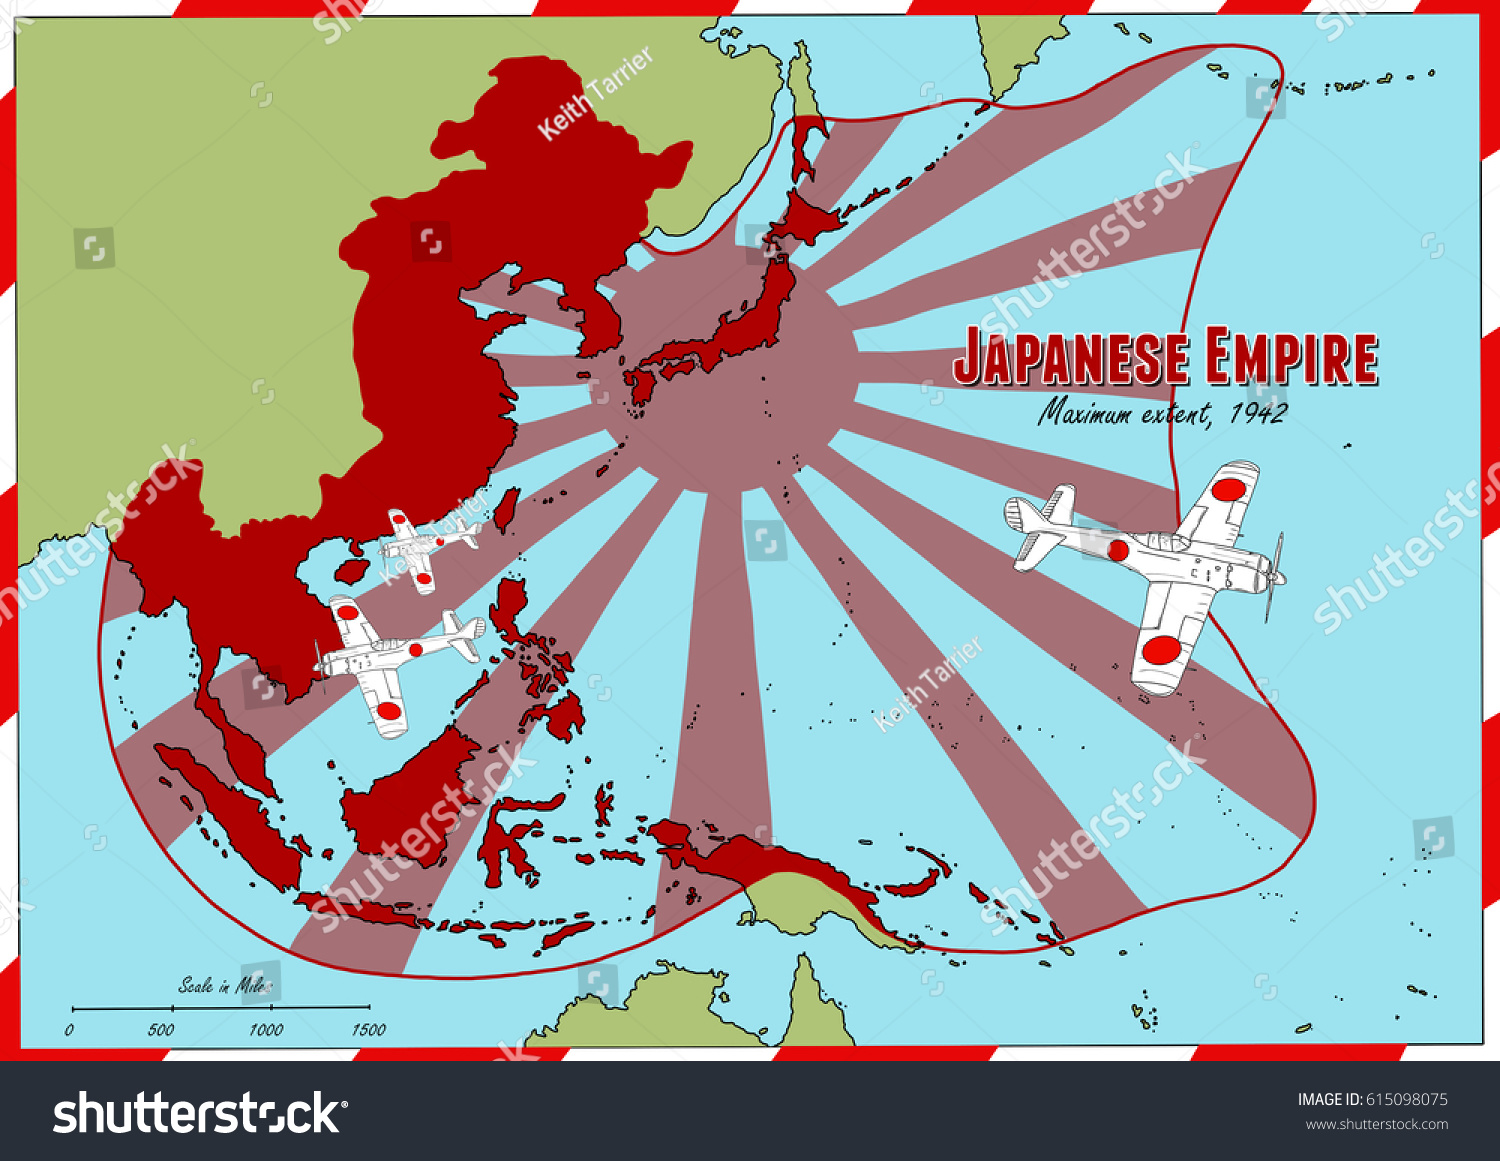 Keith Tarrier
shutterstock
shutterstock
JAPANESE EMPIRE
Maximum extent, 1942
shutterstock
shutterstock
Keith Tarrier
Keith Tarrier
shutterstock
shutterstock
Scale in Miles
0 500 1000 1500
shutterstock
IMAGE ID: 615098075
www.shutterstock.com